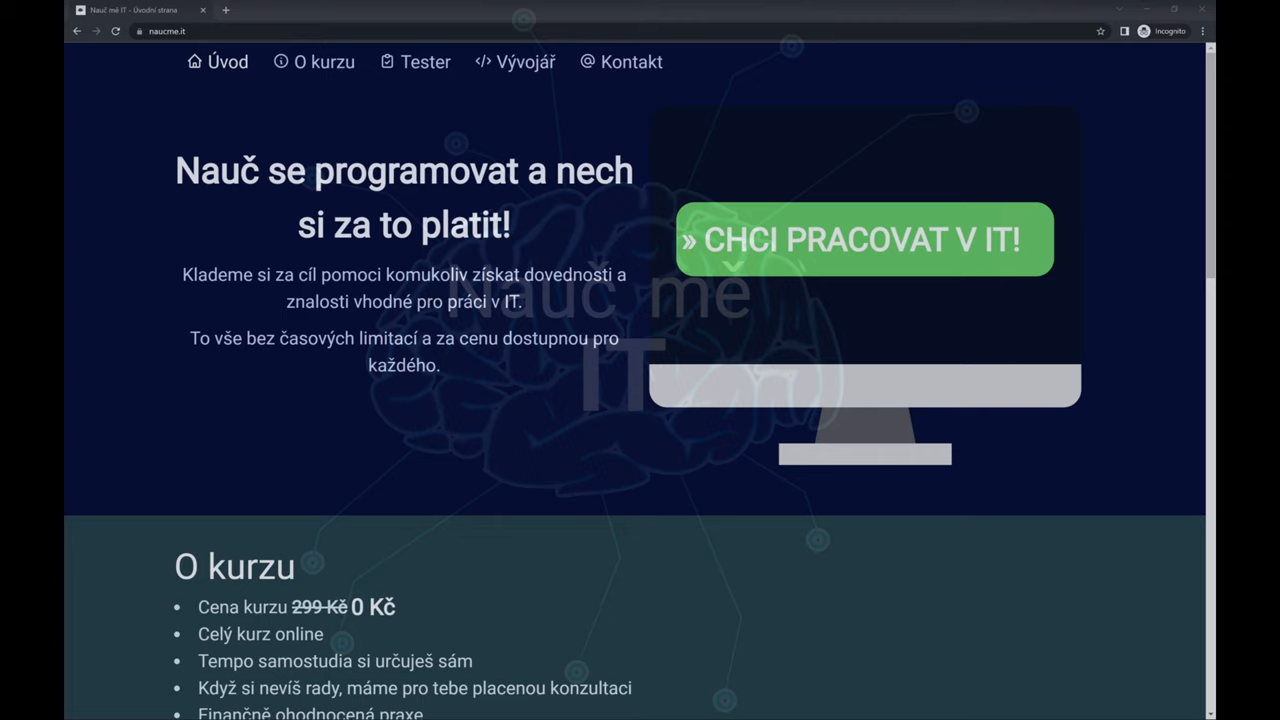 Nauč mě IT - Úvodní strana
naucme.it
Incognito
Úvod
O kurzu
Tester
Vývojář
Kontakt
Nauč se programovat a nech
si za to platit!
Klademe si za cíl pomoci komukoliv získat dovednosti a
znalosti vhodné pro práci v IT.
To vše bez časových limitací a za cenu dostupnou pro
každého.
» CHCI PRACOVAT V IT!
Nauč mě
IT
O kurzu
Cena kurzu 299 Kč 0 Kč
Celý kurz online
Tempo samostudia si určuješ sám
Když si nevíš rady, máme pro tebe placenou konzultaci
Finančně ohodnocená praxe